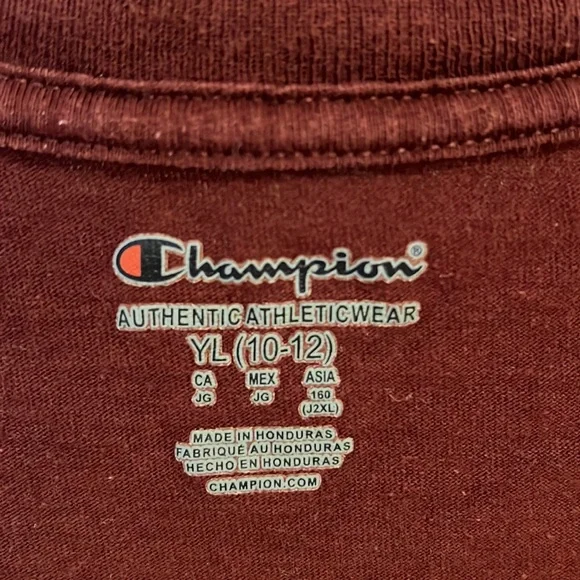 Champion®
AUTHENTIC ATHLETICWEAR
YL (10-12)
CA MEX ASIA
JG JG 160
(J2XL)
MADE IN HONDURAS
FABRIQUÉ AU HONDURAS
HECHO EN HONDURAS
CHAMPION.COM